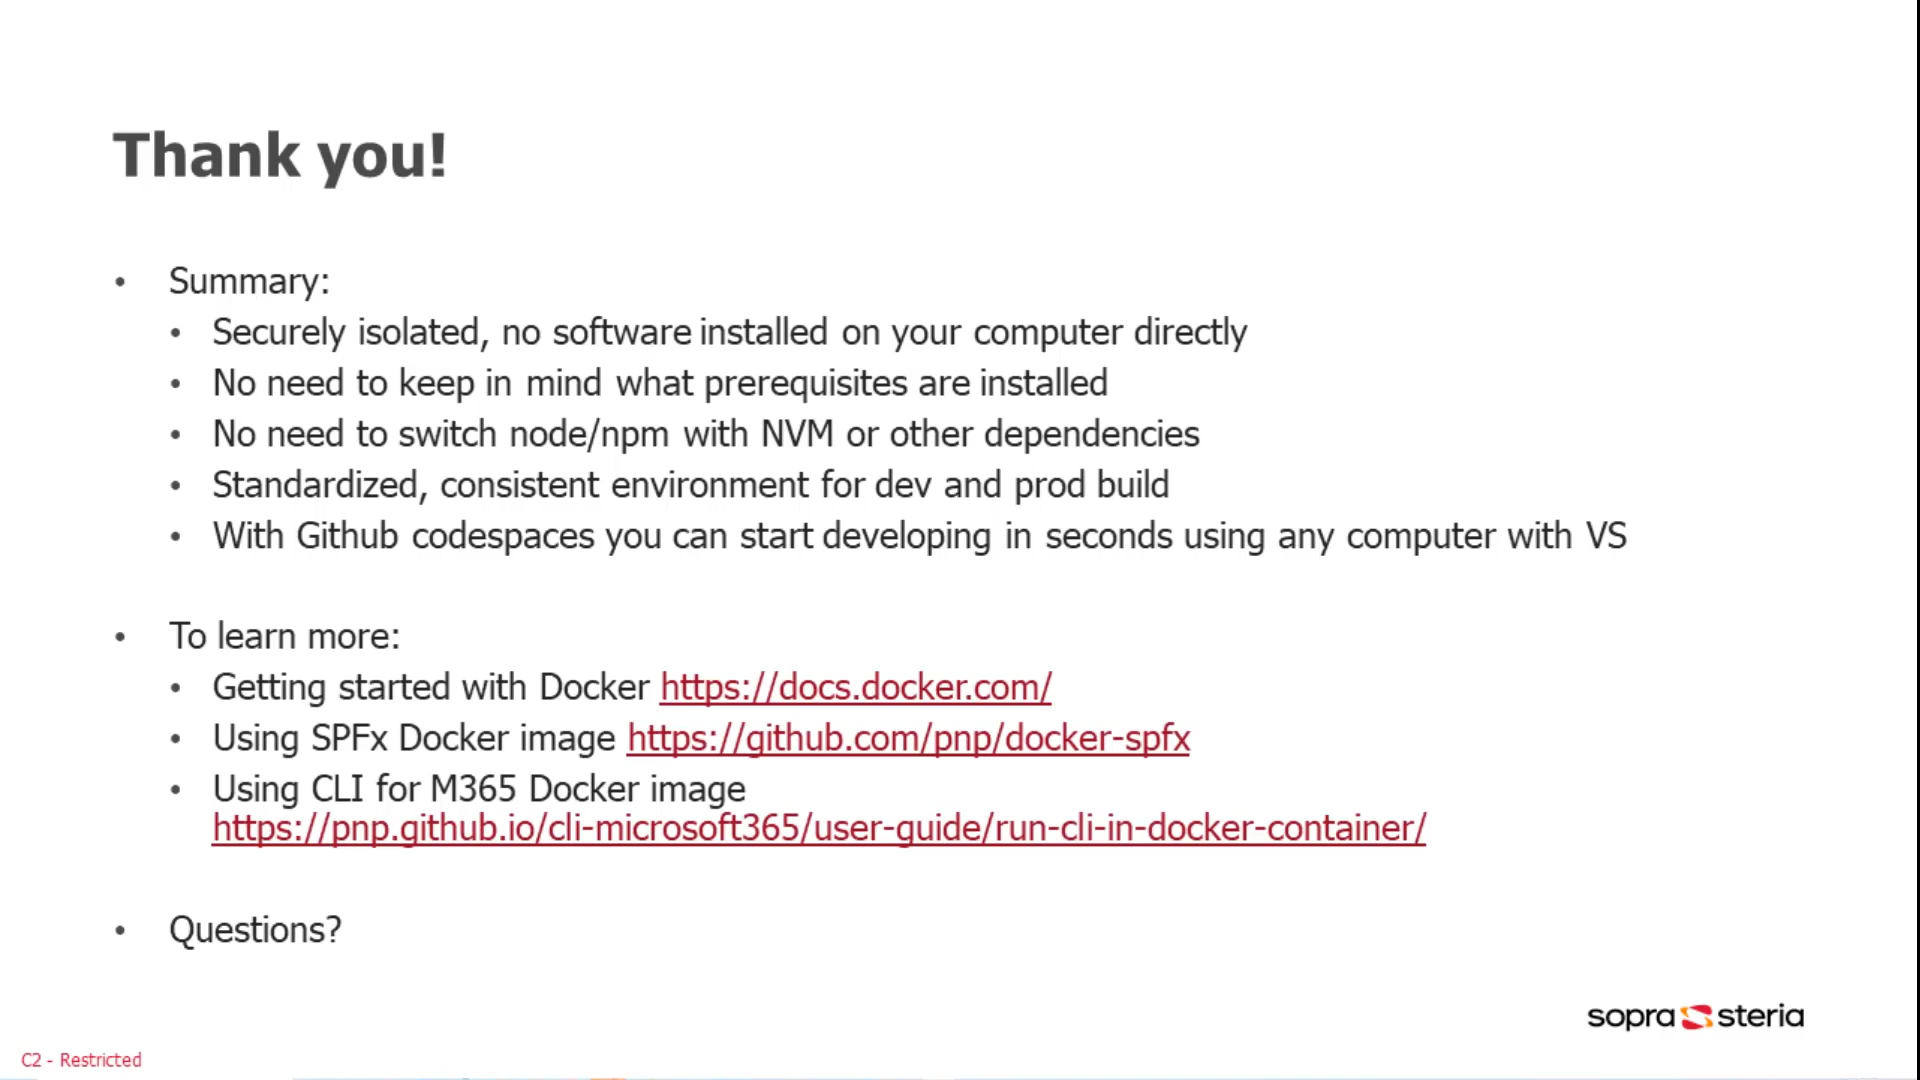 Thank you!
• Summary:
• Securely isolated, no software installed on your computer directly
• No need to keep in mind what prerequisites are installed
• No need to switch node/npm with NVM or other dependencies
• Standardized, consistent environment for dev and prod build
• With Github codespaces you can start developing in seconds using any computer with VS
• To learn more:
• Getting started with Docker https://docs.docker.com/
• Using SPFx Docker image https://github.com/pnp/docker-spfx
• Using CLI for M365 Docker image
https://pnp.github.io/cli-microsoft365/user-guide/run-cli-in-docker-container/
• Questions?
sopra steria
C2 - Restricted